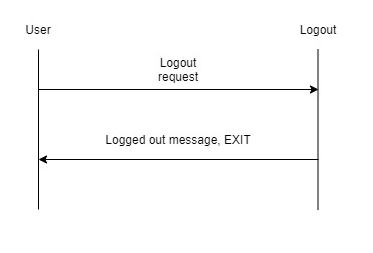 User
Logout
Logout
request
Logged out message, EXIT